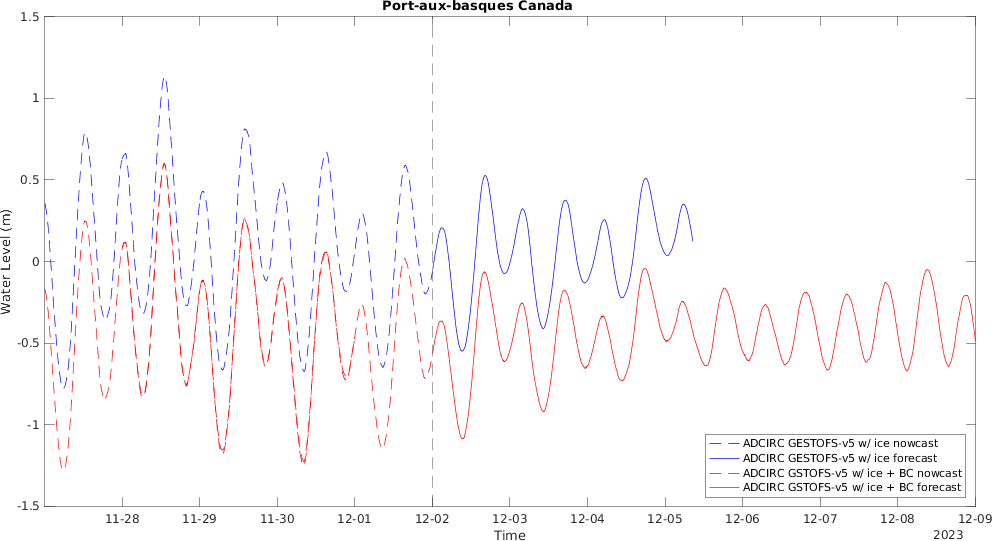 Port-aux-basques Canada
1.5
1
0.5
0
-0.5
-1
-1.5
Water Level (m)
ADCIRC GESTOFS-v5 w/ ice nowcast
ADCIRC GESTOFS-v5 w/ ice forecast
ADCIRC GSTOFS-v5 w/ ice + BC nowcast
ADCIRC GSTOFS-v5 w/ ice + BC forecast
11-28 11-29 11-30 12-01 12-02 12-03 12-04 12-05 12-06 12-07 12-08 12-09
Time
2023